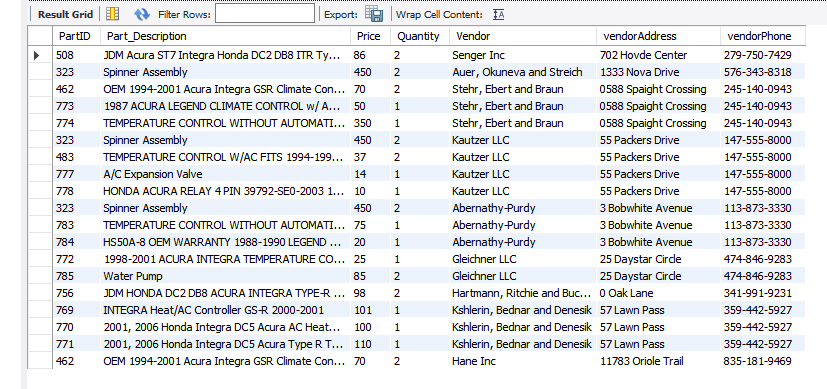 Result Grid Filter Rows: Export: Wrap Cell Content: IA
PartID Part_Description Price Quantity Vendor vendorAddress vendorPhone
508 JDM Acura ST7 Integra Honda DC2 DB8 ITR Ty... 86 2 Senger Inc 702 Hovde Center 279-750-7429
323 Spinner Assembly 450 2 Auer, Okuneva and Streich 1333 Nova Drive 576-343-8318
462 OEM 1994-2001 Acura Integra GSR Climate Con... 70 2 Stehr, Ebert and Braun 0588 Spaight Crossing 245-140-0943
773 1987 ACURA LEGEND CLIMATE CONTROL w/ A... 50 1 Stehr, Ebert and Braun 0588 Spaight Crossing 245-140-0943
774 TEMPERATURE CONTROL WITHOUT AUTOMATI... 350 1 Stehr, Ebert and Braun 0588 Spaight Crossing 245-140-0943
323 Spinner Assembly 450 2 Kautzer LLC 55 Packers Drive 147-555-8000
483 TEMPERATURE CONTROL W/AC FITS 1994-199... 37 2 Kautzer LLC 55 Packers Drive 147-555-8000
777 A/C Expansion Valve 14 1 Kautzer LLC 55 Packers Drive 147-555-8000
778 HONDA ACURA RELAY 4 PIN 39792-SE0-2003 1... 10 1 Kautzer LLC 55 Packers Drive 147-555-8000
323 Spinner Assembly 450 2 Abernathy-Purdy 3 Bobwhite Avenue 113-873-3330
783 TEMPERATURE CONTROL WITHOUT AUTOMATI... 75 1 Abernathy-Purdy 3 Bobwhite Avenue 113-873-3330
784 HS50A-8 OEM WARRANTY 1988-1990 LEGEND ... 20 1 Abernathy-Purdy 3 Bobwhite Avenue 113-873-3330
772 1998-2001 ACURA INTEGRA TEMPERATURE CO... 25 1 Gleichner LLC 25 Daystar Circle 474-846-9283
785 Water Pump 85 2 Gleichner LLC 25 Daystar Circle 474-846-9283
756 JDM HONDA DC2 DB8 ACURA INTEGRA TYPE-R ... 98 2 Hartmann, Ritchie and Buc... 0 Oak Lane 341-991-9231
769 INTEGRA Heat/AC Controller GS-R 2000-2001 101 1 Kshlerin, Bednar and Denesik 57 Lawn Pass 359-442-5927
770 2001, 2006 Honda Integra DC5 Acura AC Heat... 100 1 Kshlerin, Bednar and Denesik 57 Lawn Pass 359-442-5927
771 2001, 2006 Honda Integra DC5 Acura Type R T... 110 1 Kshlerin, Bednar and Denesik 57 Lawn Pass 359-442-5927
462 OEM 1994-2001 Acura Integra GSR Climate Con... 70 2 Hane Inc 11783 Oriole Trail 835-181-9469